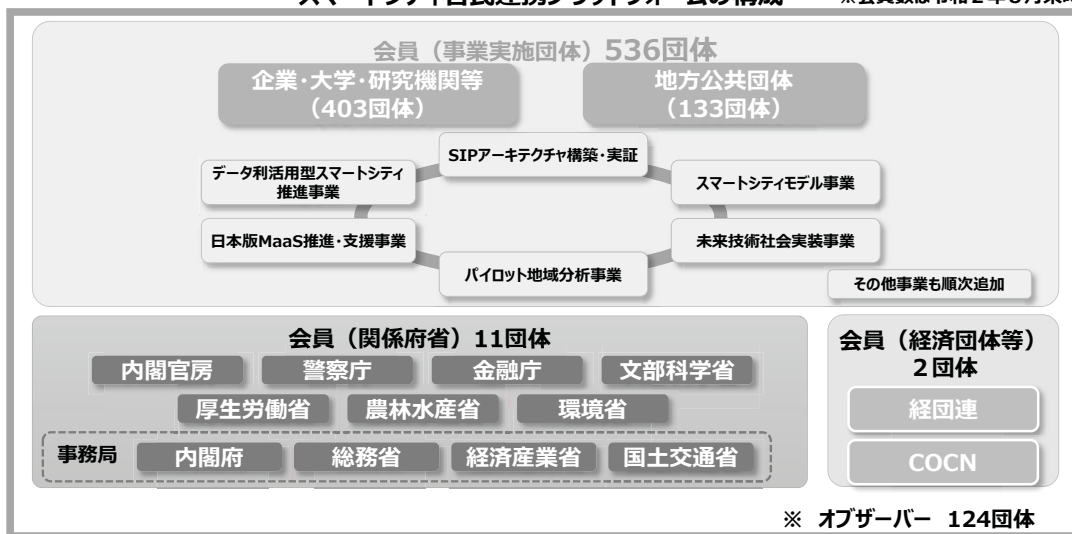 会員（事業実施団体）536団体
企業・大学・研究機関等
（403団体）
地方公共団体
（133団体）
SIPアーキテクチャ構築・実証
データ利活用型スマートシティ
推進事業
スマートシティモデル事業
日本版MaaS推進・支援事業
未来技術社会実装事業
パイロット地域分析事業
その他事業も順次追加
会員（関係府省）11団体
内閣官房
警察庁
金融庁
文部科学省
厚生労働省
農林水産省
環境省
事務局
内閣府
総務省
経済産業省
国土交通省
会員（経済団体等）
２団体
経団連
COCN
※ オブザーバー 124団体